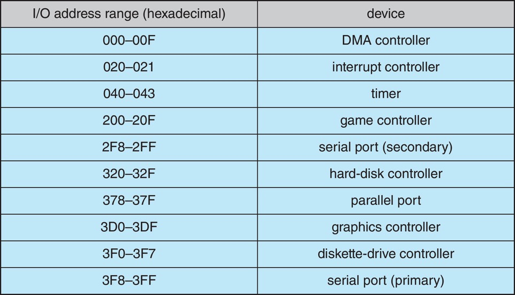 I/O address range (hexadecimal) device
000–00F DMA controller
020–021 interrupt controller
040–043 timer
200–20F game controller
2F8–2FF serial port (secondary)
320–32F hard-disk controller
378–37F parallel port
3D0–3DF graphics controller
3F0–3F7 diskette-drive controller
3F8–3FF serial port (primary)